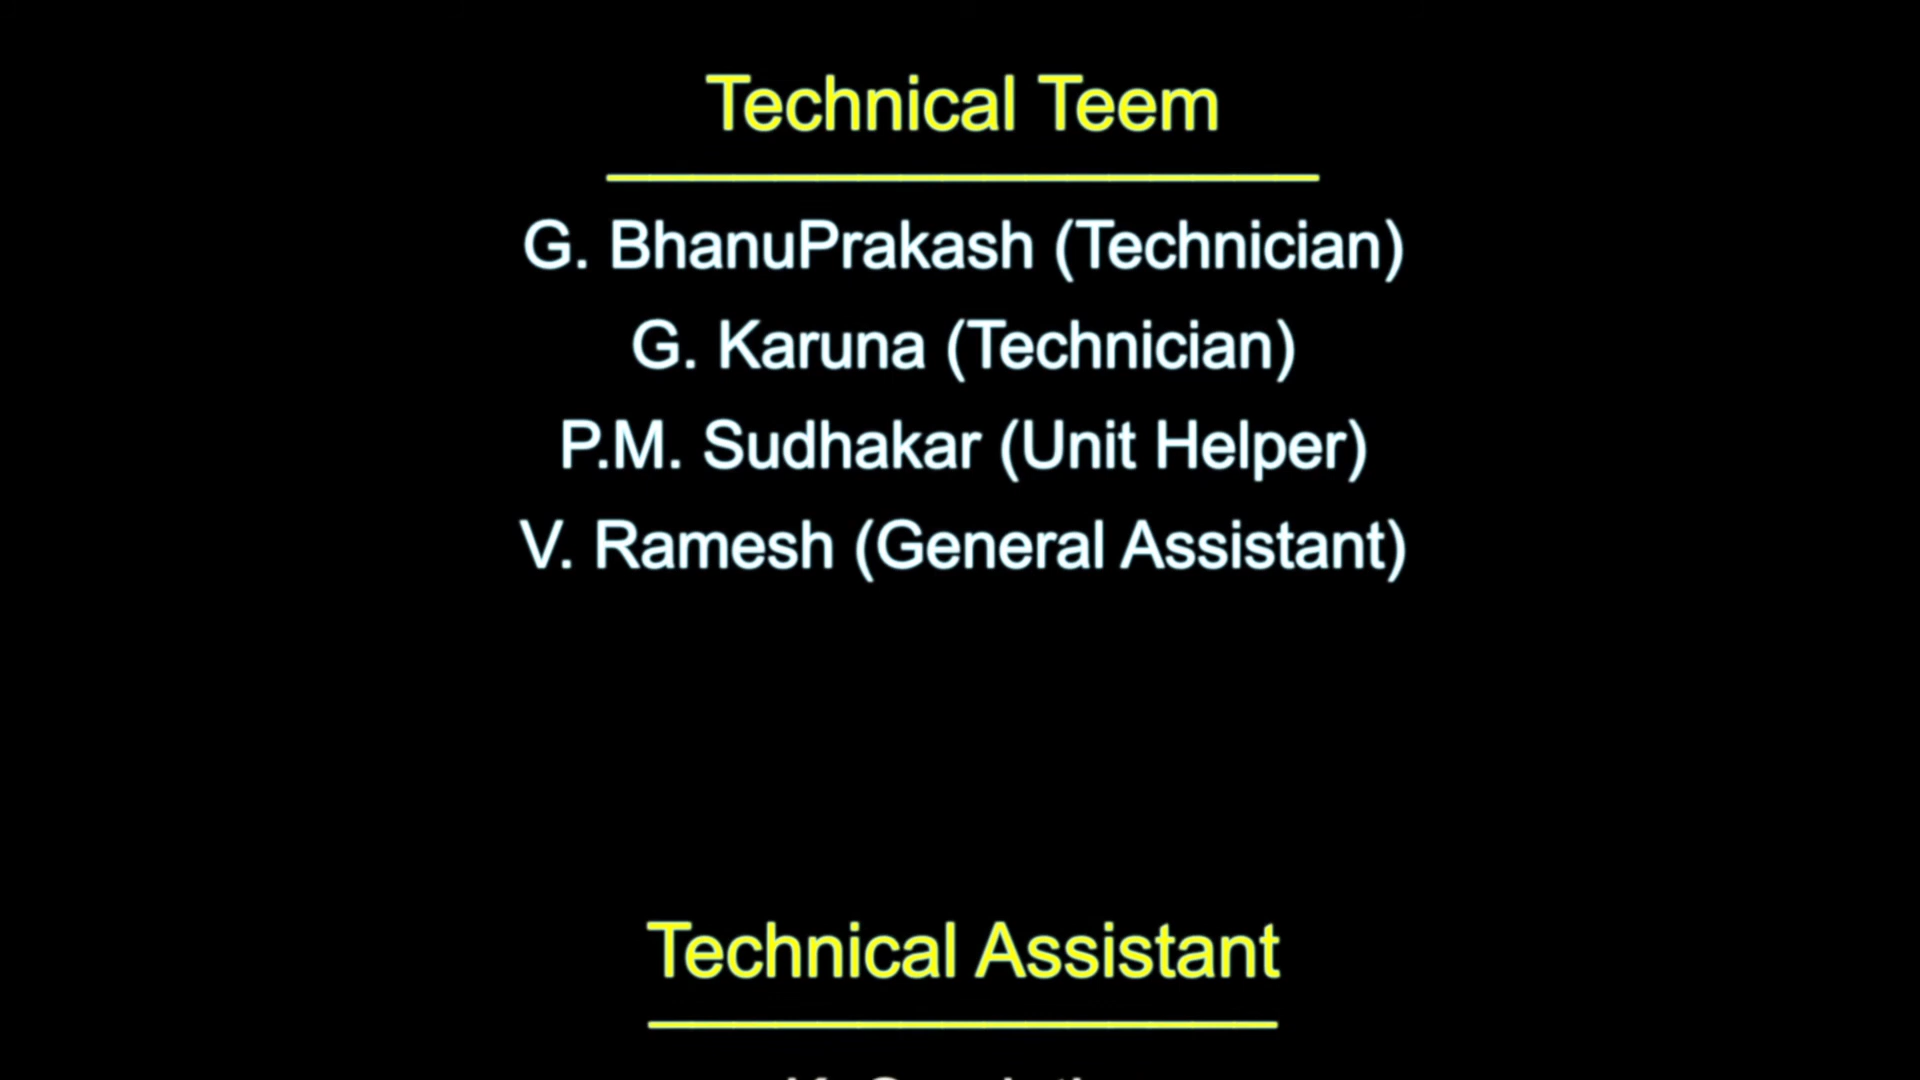 Technical Teem
G. BhanuPrakash (Technician)
G. Karuna (Technician)
P.M. Sudhakar (Unit Helper)
V. Ramesh (General Assistant)
Technical Assistant